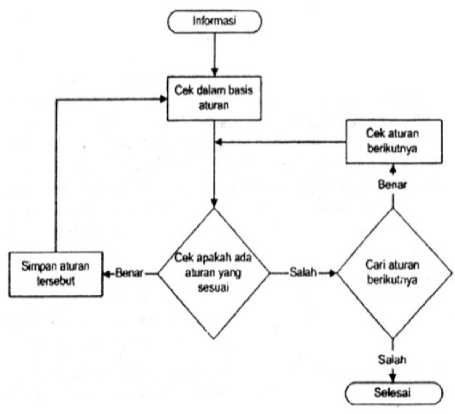 Informasi
Cek dalam basis
aturan
Cek aturan
berikutnya
Benar
Cek apakah ada
aturan yang
sesuai
Simpan aturan
tersebut
Benar
Salah
Cari aturan
berikutnya
Salah
Selesai